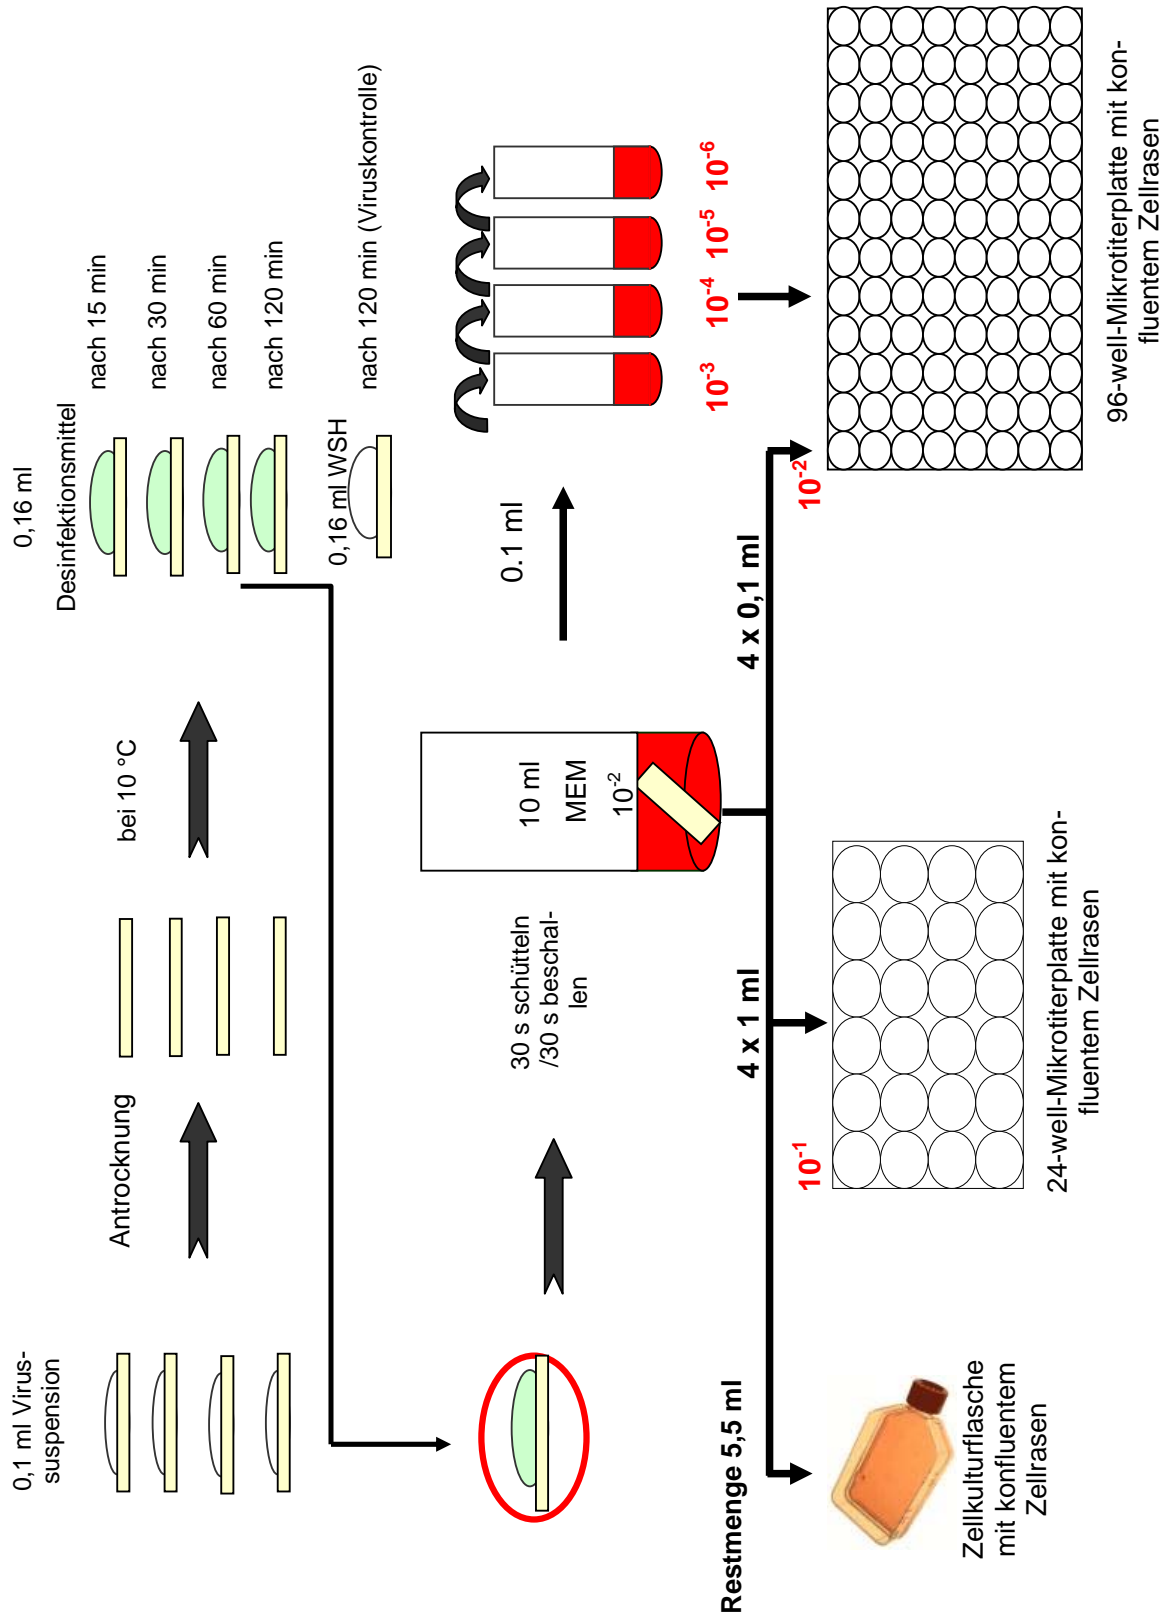 0,1 ml Virus-
suspension
Antrocknung
bei 10 °C
0,16 ml
Desinfektionsmittel
nach 15 min
nach 30 min
nach 60 min
nach 120 min
0,16 ml WSH
nach 120 min (Viruskontrolle)
30 s schütteln
/30 s beschal-
len
10 ml
MEM
10⁻²
0.1 ml
10⁻³
10⁻⁴
10⁻⁵
10⁻⁶
Restmenge 5,5 ml
4 x 1 ml
4 x 0,1 ml
10⁻¹
10⁻²
Zellkulturflasche
mit konfluentem
Zellrasen
24-well-Mikrotiterplatte mit kon-
fluentem Zellrasen
96-well-Mikrotiterplatte mit kon-
fluentem Zellrasen